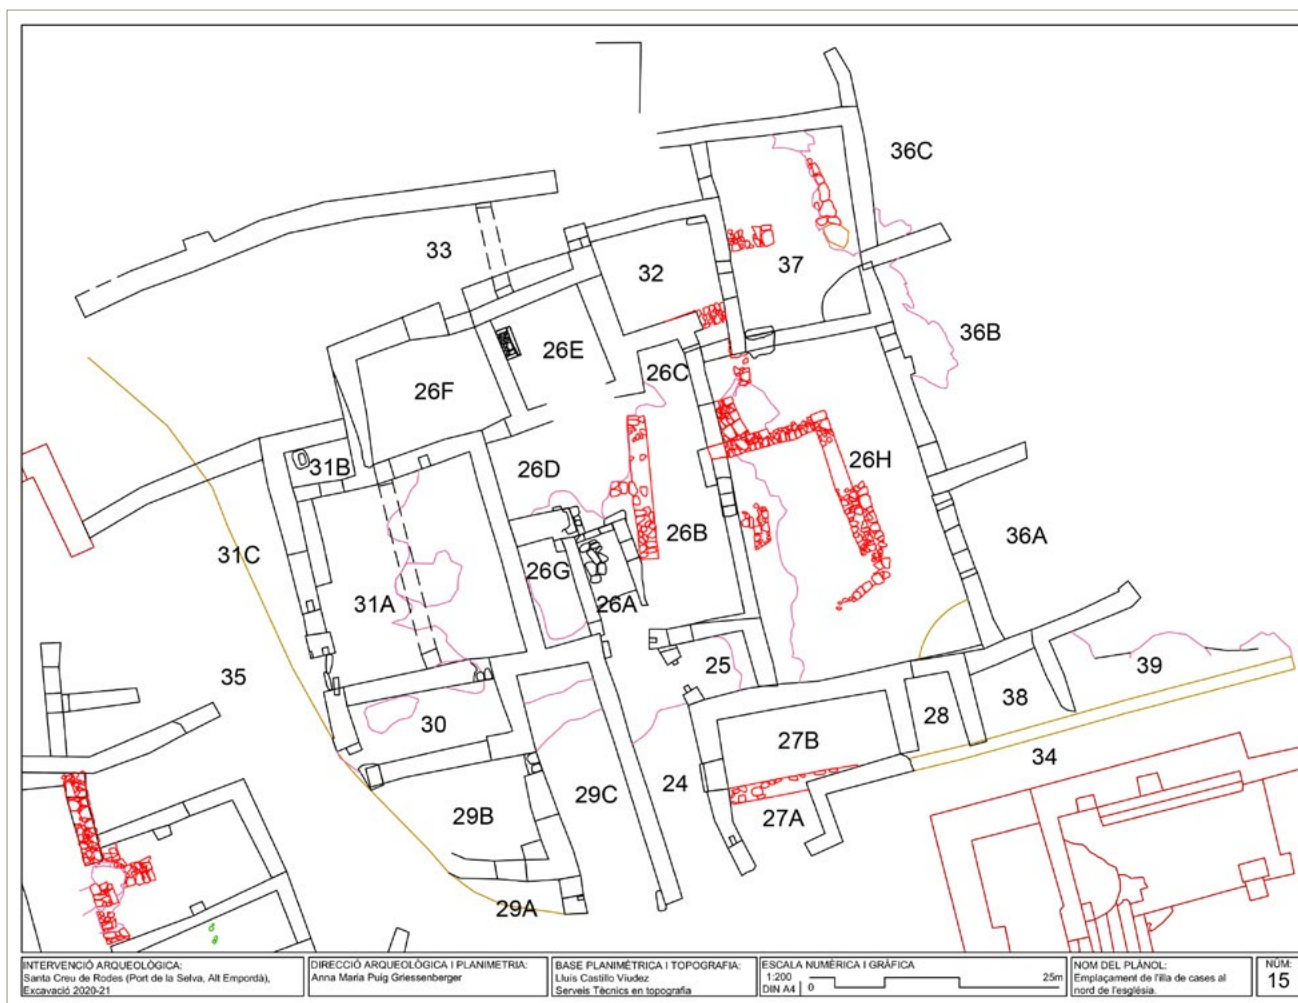 36C
33
32
37
26E
36B
26C
26F
31B
26D
26H
26B
36A
31C
26G
31A
26A
25
39
35
38
28
30
27B
34
24
29C
29B
27A
29A
INTERVENCIÓ ARQUEOLÒGICA:
Santa Creu de Rodes (Port de la Selva, Alt Empordà),
Excavació 2020-21
DIRECCIÓ ARQUEOLÒGICA I PLANIMETRIA:
Anna Maria Puig Griessenberger
BASE PLANIMÈTRICA I TOPOGRAFIA:
Lluís Castillo Viudez
Serveis Tècnics en topografia
ESCALA NUMÈRICA I GRÀFICA
1:200 25m
DIN A4 0
NOM DEL PLÀNOL:
Emplaçament de l'illa de cases al
nord de l'església.
NÚM:
15